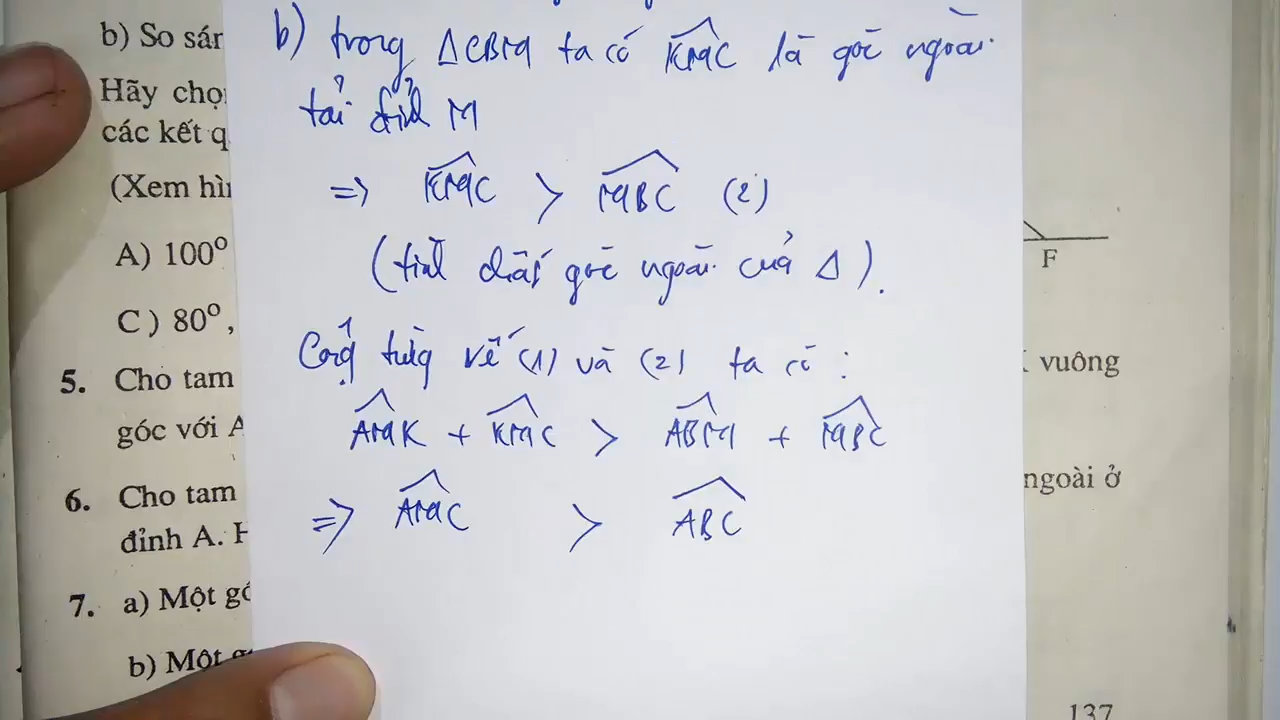 b) So sán
Hãy chọ
các kết q
(Xem hìn
A) 100°
C) 80°,
5. Cho tam
góc với A
6. Cho tam
đỉnh A. H
7. a) Một gó
b) Một
b) trong ΔCBM ta có KMC là góc ngoài
tại đỉnh M
=> KMC > MBC (2)
(tính chất góc ngoài của Δ).
Cộng từng vế (1) và (2) ta có:
AMK + KMC > ABM + MBC
=> AMC > ABC
F
vuông
ngoài ở
137